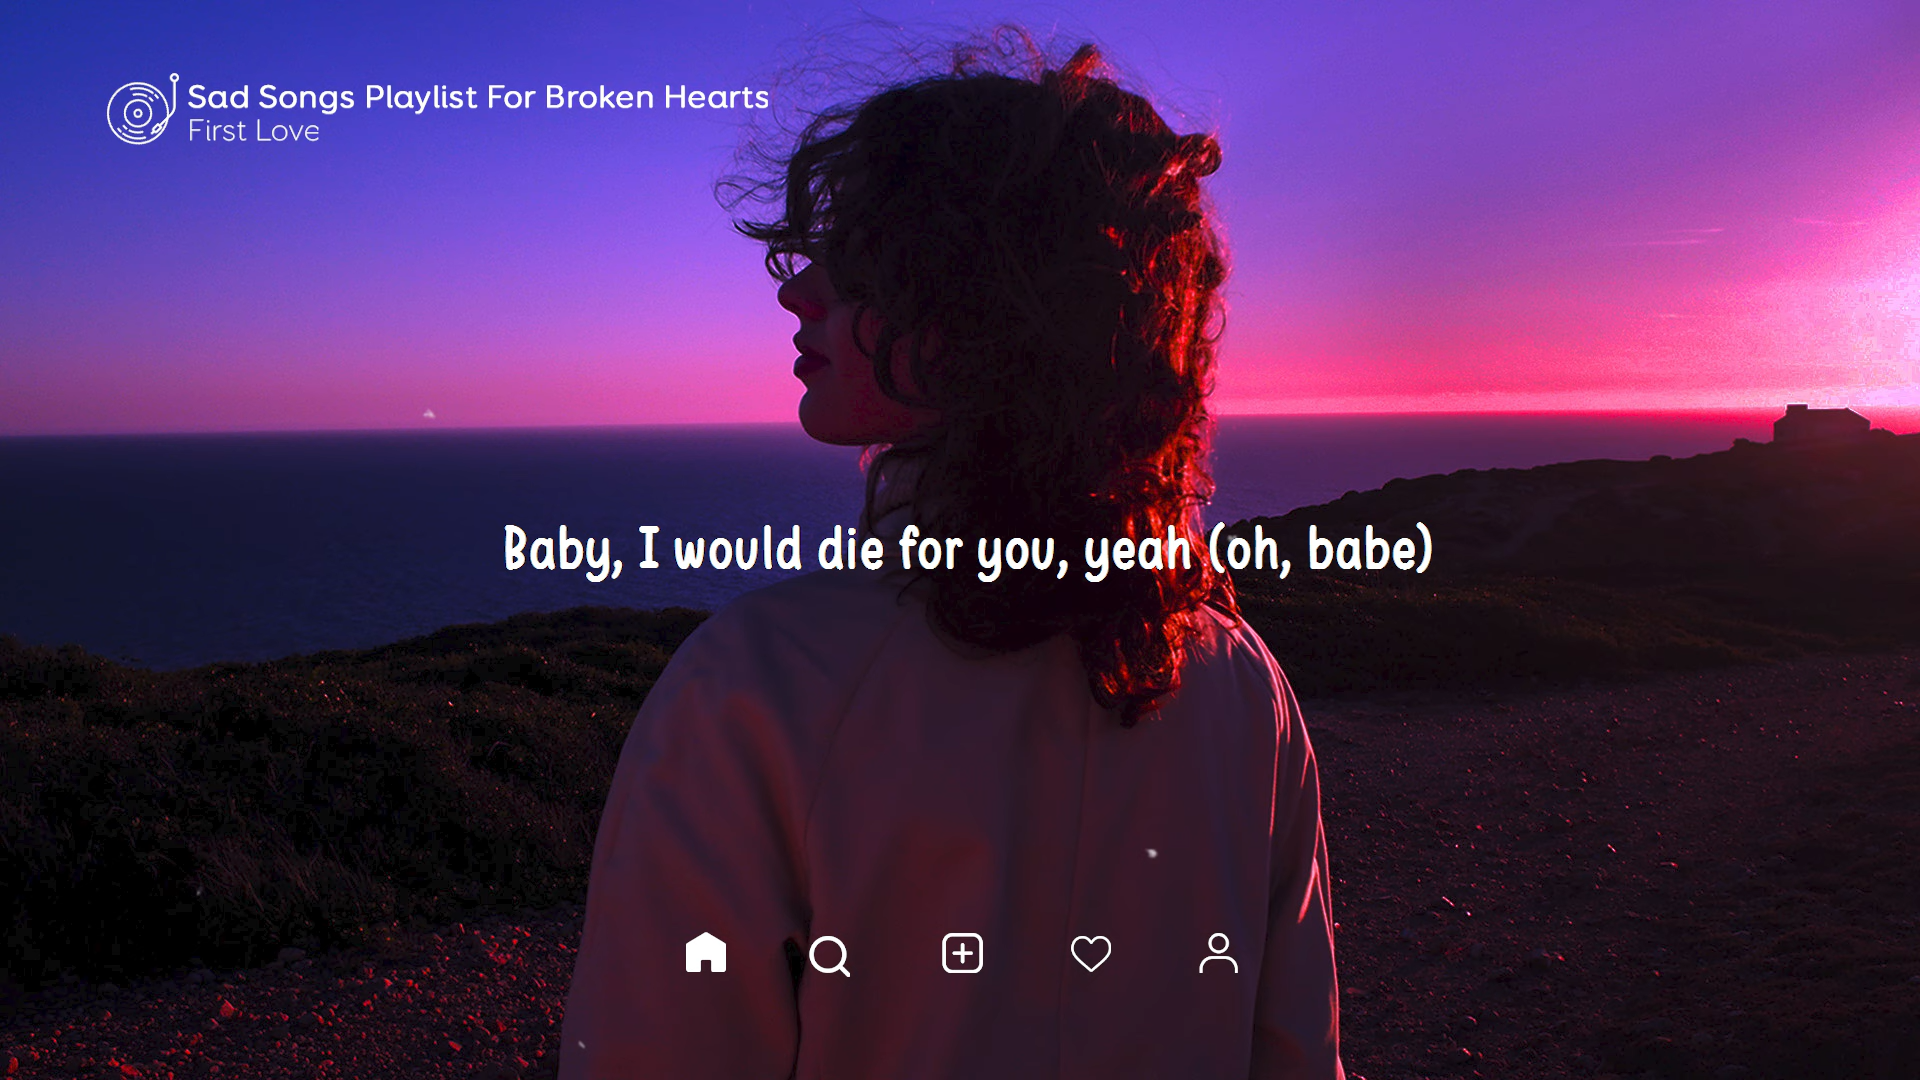 Sad Songs Playlist For Broken Hearts
First Love
Baby, I would die for you, yeah (oh, babe)